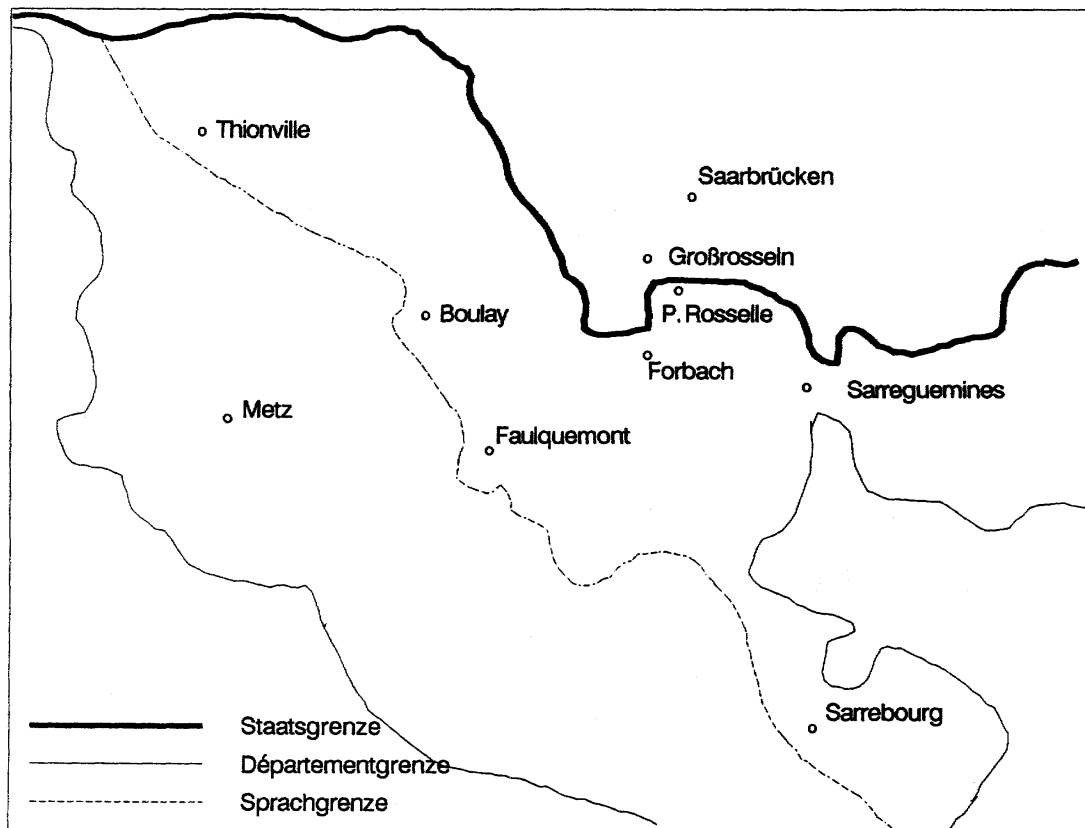 Thionville
Saarbrücken
Großrosseln
P. Rosselle
Boulay
Forbach
Sarreguemines
Metz
Faulquemont
Sarrebourg
Staatsgrenze
Départementgrenze
Sprachgrenze